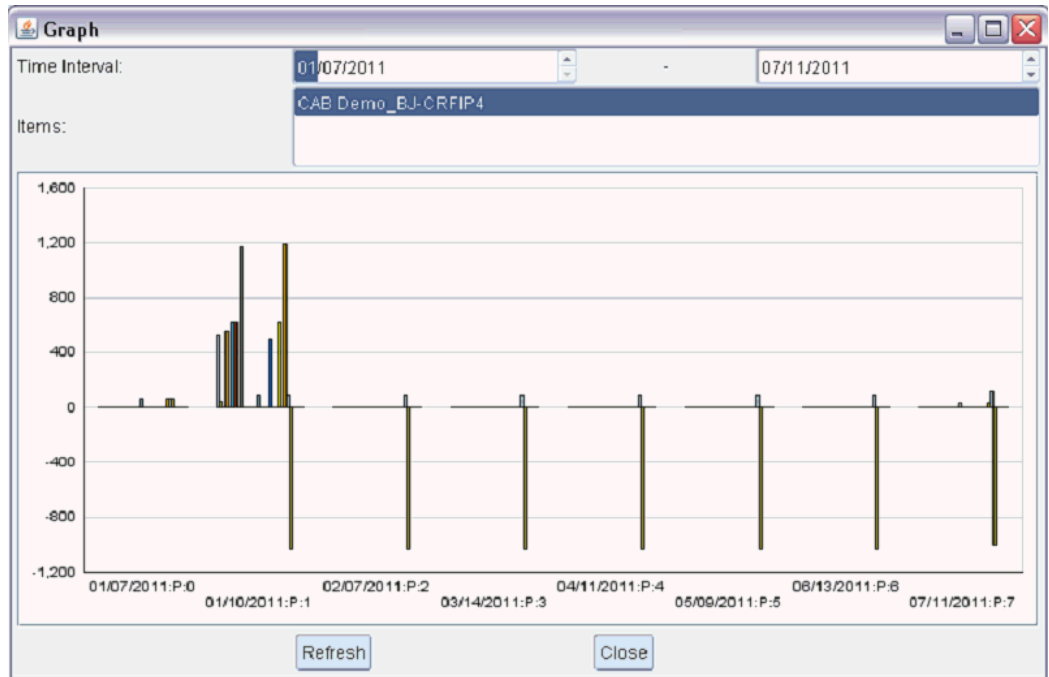 Graph
Time Interval: 01/07/2011 - 07/11/2011
Items: CAB Demo_BJ-CRFIP4
1,600
1,200
800
400
0
-400
-800
-1,200
01/07/2011:P:0
01/10/2011:P:1
02/07/2011:P:2
03/14/2011:P:3
04/11/2011:P:4
05/09/2011:P:5
06/13/2011:P:6
07/11/2011:P:7
Refresh Close